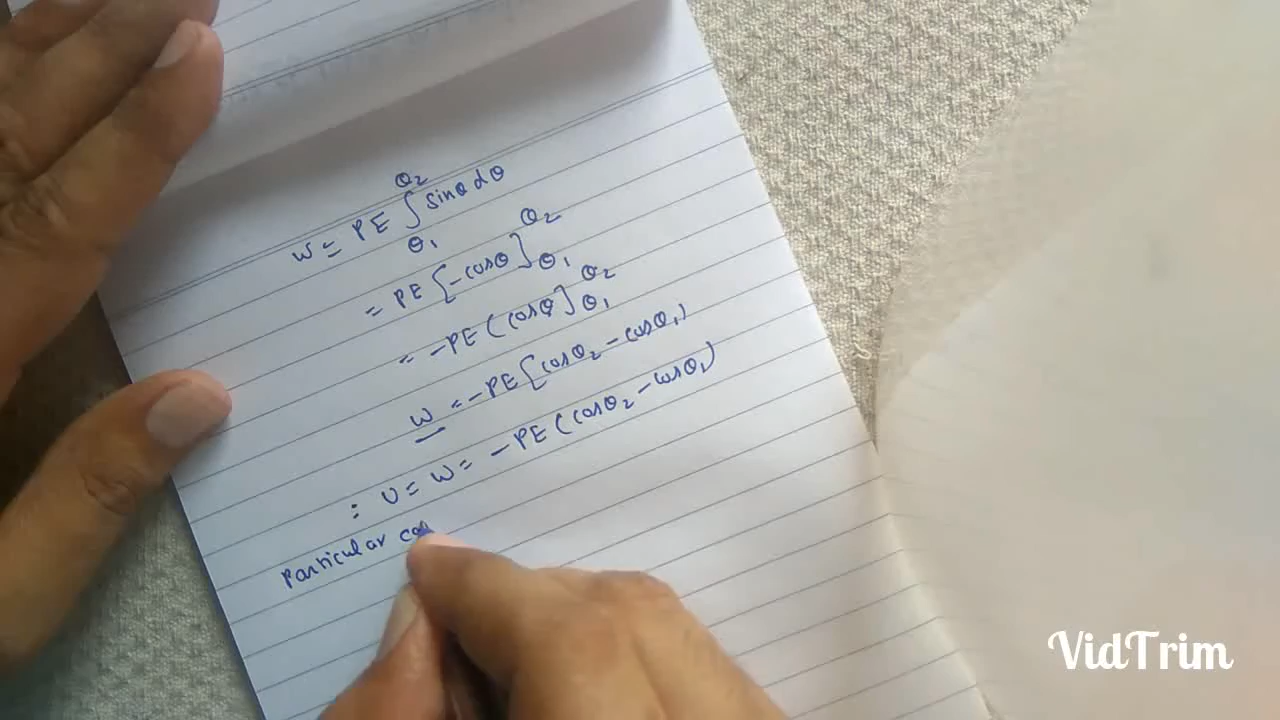 W = PE ∫θ₁^θ₂ sinθ dθ
= PE [-cosθ]θ₁^θ₂
= -PE (cosθ]θ₁^θ₂
W = -PE [cosθ₂ - cosθ₁)
: U = W = -PE (cosθ₂ - cosθ₁)
Particular ca
VidTrim